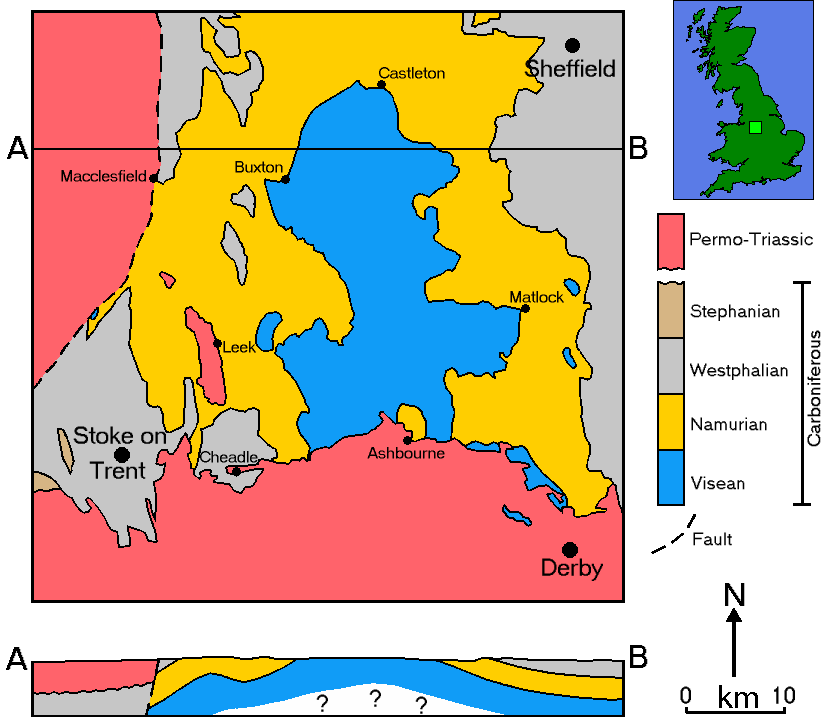 Sheffield
Castleton
A
B
Buxton
Macclesfield
Matlock
Leek
Stoke on
Trent
Cheadle
Ashbourne
Derby
Permo-Triassic
Stephanian
Westphalian
Namurian
Visean
Carboniferous
Fault
N
0 km 10
A
B
? ? ?